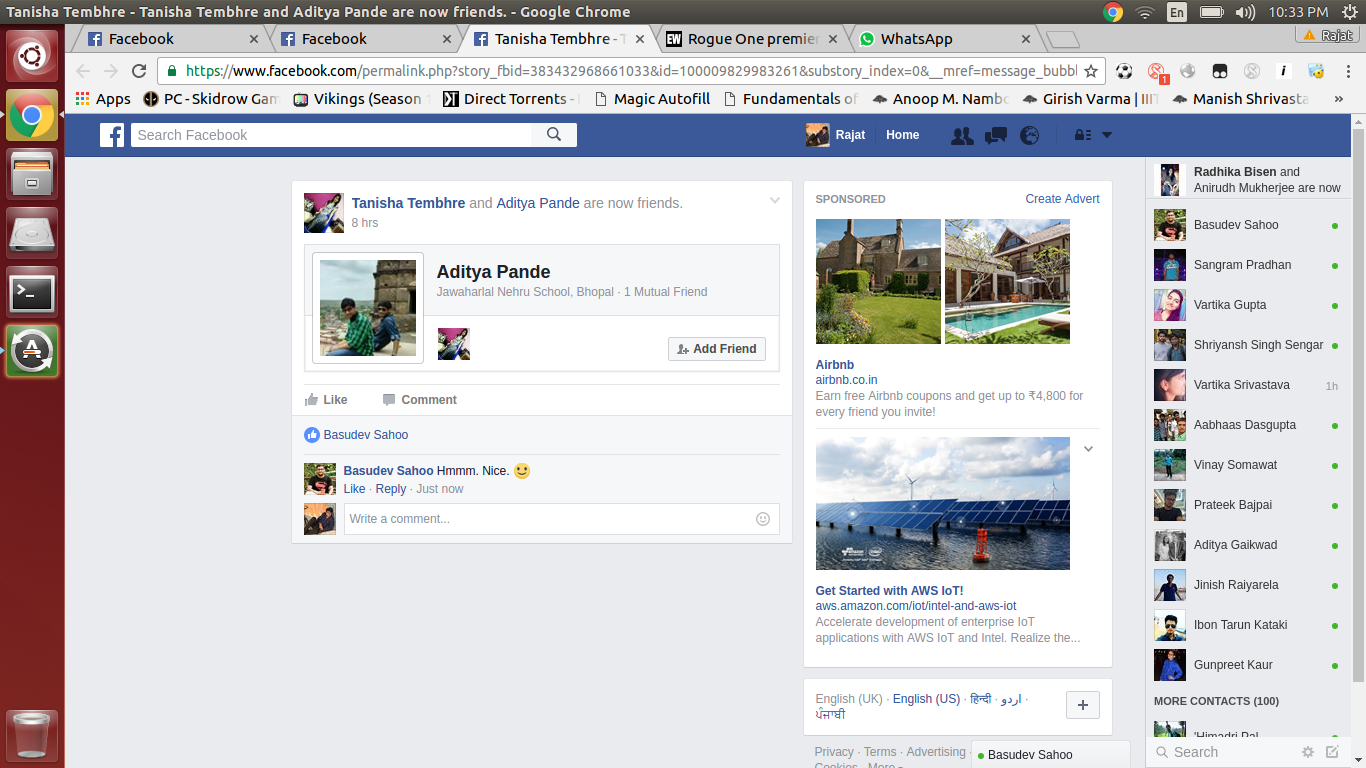 Tanisha Tembhre - Tanisha Tembhre and Aditya Pande are now friends. - Google Chrome
En
10:33 PM
Facebook
Facebook
Tanisha Tembhre - T
EW
Rogue One premier
WhatsApp
Rajat
https://www.facebook.com/permalink.php?story_fbid=383432968661033&id=100009829983261&substory_index=0&__mref=message_bubbl
1
Apps
PC - Skidrow Gam
Vikings (Season 1
Direct Torrents -
Magic Autofill
Fundamentals of
Anoop M. Nambo
Girish Varma | IIIT
Manish Shrivasta
»
Search Facebook
Rajat
Home
Tanisha Tembhre and Aditya Pande are now friends.
8 hrs
Aditya Pande
Jawaharlal Nehru School, Bhopal · 1 Mutual Friend
Add Friend
Like
Comment
Basudev Sahoo
Basudev Sahoo Hmmm. Nice.
Like · Reply · Just now
Write a comment...
SPONSORED
Create Advert
Airbnb
airbnb.co.in
Earn free Airbnb coupons and get up to ₹4,800 for
every friend you invite!
Get Started with AWS IoT!
aws.amazon.com/iot/intel-and-aws-iot
Accelerate development of enterprise IoT
applications with AWS IoT and Intel. Realize the...
English (UK) · English (US) · हिन्दी · اردو ·
ਪੰਜਾਬੀ
Privacy · Terms · Advertising ·
Cookies · More
Radhika Bisen and
Anirudh Mukherjee are now
Basudev Sahoo
Sangram Pradhan
Vartika Gupta
Shriyansh Singh Sengar
Vartika Srivastava
1h
Aabhaas Dasgupta
Vinay Somawat
Prateek Bajpai
Aditya Gaikwad
Jinish Raiyarela
Ibon Tarun Kataki
Gunpreet Kaur
MORE CONTACTS (100)
'Himadri Pal
Search
Basudev Sahoo